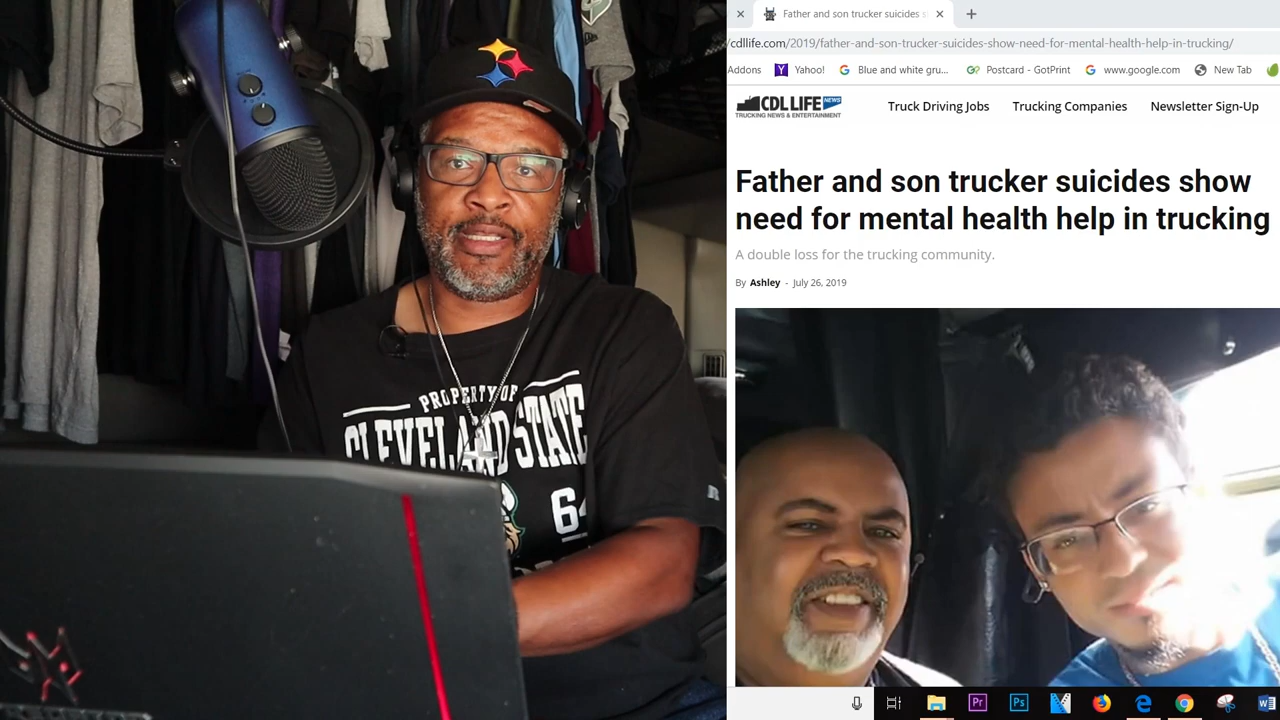 PROPERTY OF
CLEVELAND STATE
64
Father and son trucker suicides
cdllife.com/2019/father-and-son-trucker-suicides-show-need-for-mental-health-help-in-trucking/
Addons
Yahoo!
Blue and white gru...
Postcard - GotPrint
www.google.com
New Tab
CDL LIFE NEWS
TRUCKING NEWS & ENTERTAINMENT
Truck Driving Jobs
Trucking Companies
Newsletter Sign-Up
Father and son trucker suicides show
need for mental health help in trucking
A double loss for the trucking community.
By Ashley - July 26, 2019
Pr
Ps
W